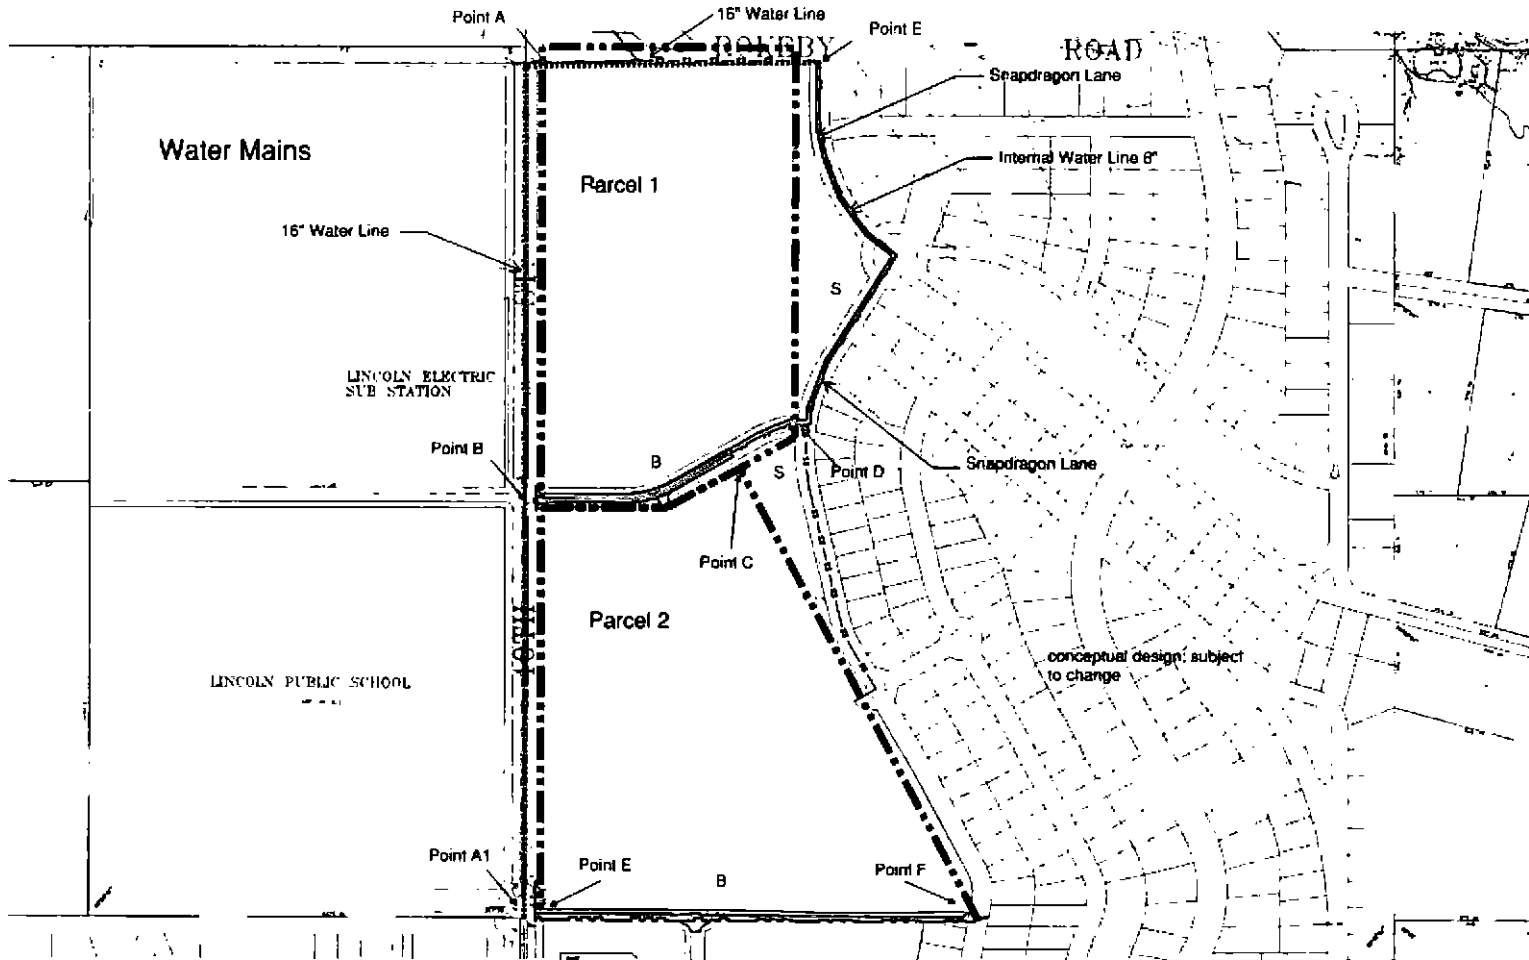 Point A
16" Water Line
Point E
ROKEBY
ROAD
Snapdragon Lane
Water Mains
Internal Water Line 8"
Parcel 1
16" Water Line
S
LINCOLN ELECTRIC
SUB STATION
Point B
B
S
Point D
Snapdragon Lane
Point C
Parcel 2
conceptual design; subject
to change
LINCOLN PUBLIC SCHOOL
Point A1
Point E
B
Point F